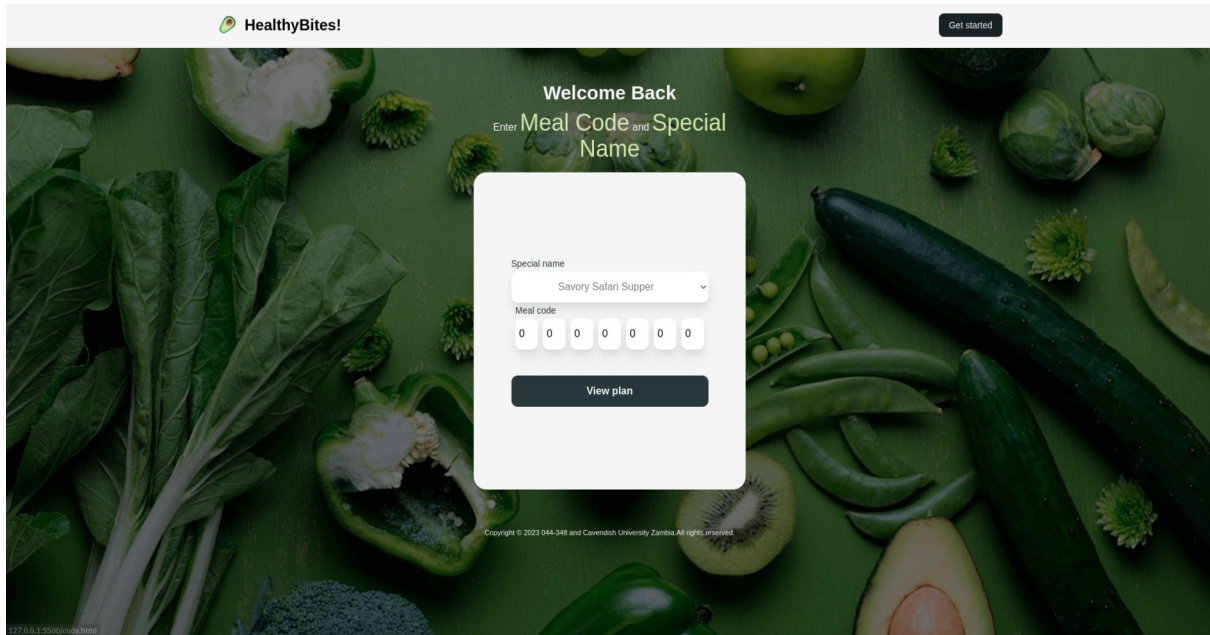 HealthyBites!
Get started
Welcome Back
Enter Meal Code and Special
Name
Special name
Savory Safari Supper
Meal code
0 0 0 0 0 0 0
View plan
Copyright © 2023 044-348 and Cavendish University Zambia.All rights reserved.
127.0.0.1:5500/code.html